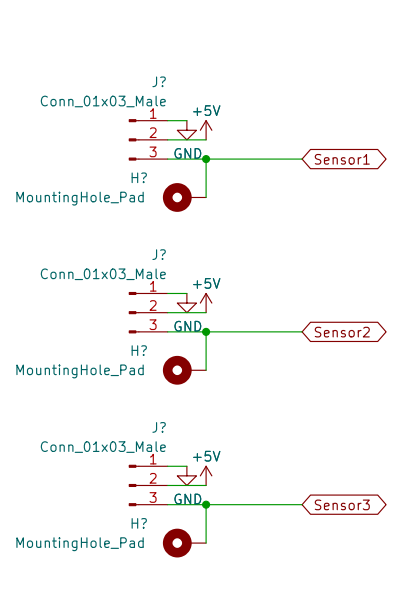 J?
Conn_01x03_Male
+5V
1
2
3
GND
Sensor1
H?
MountingHole_Pad
J?
Conn_01x03_Male
+5V
1
2
3
GND
Sensor2
H?
MountingHole_Pad
J?
Conn_01x03_Male
+5V
1
2
3
GND
Sensor3
H?
MountingHole_Pad